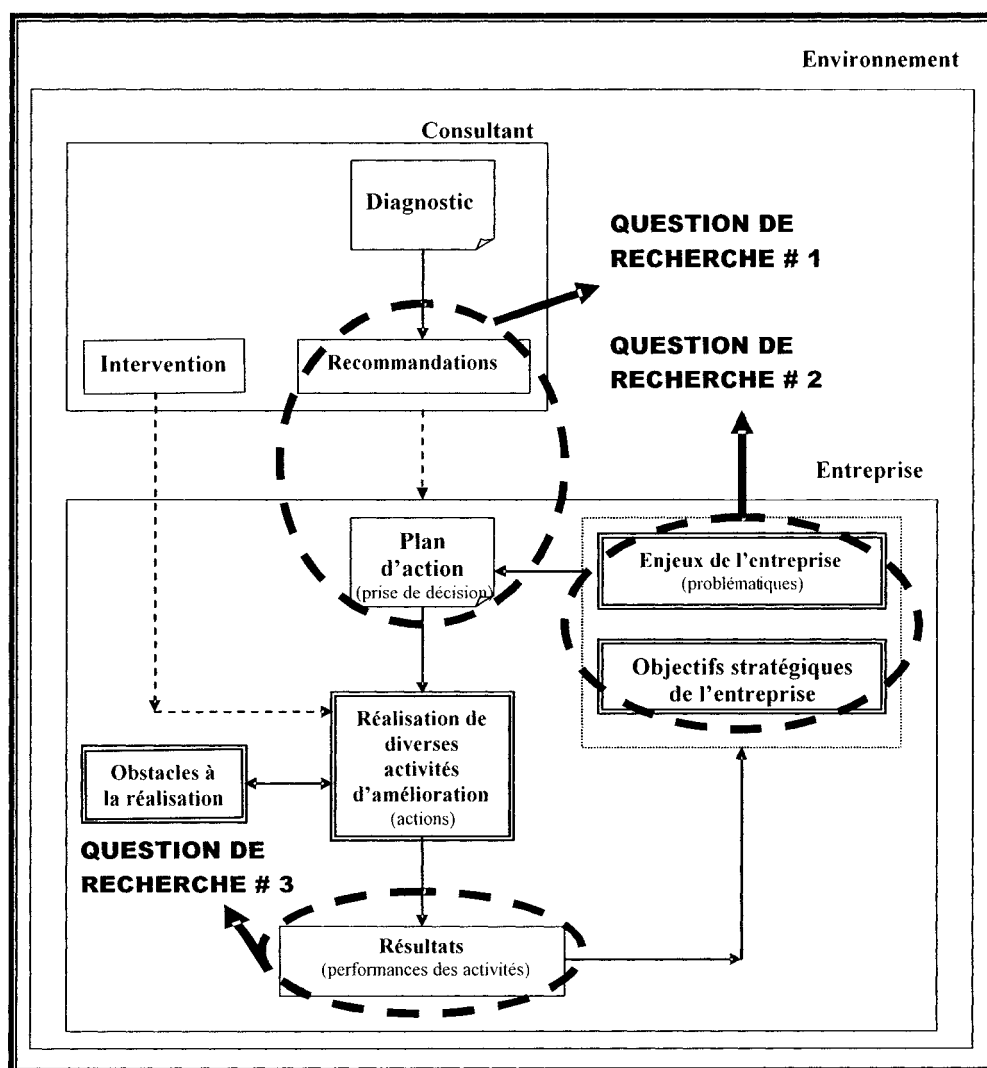 Environnement
Consultant
Diagnostic
QUESTION DE
RECHERCHE # 1
Intervention
Recommandations
QUESTION DE
RECHERCHE # 2
Entreprise
Plan
d'action
(prise de décision)
Enjeux de l'entreprise
(problématiques)
Objectifs stratégiques
de l'entreprise
Réalisation de
diverses
activités
d'amélioration
(actions)
Obstacles à
la réalisation
QUESTION DE
RECHERCHE # 3
Résultats
(performances des activités)